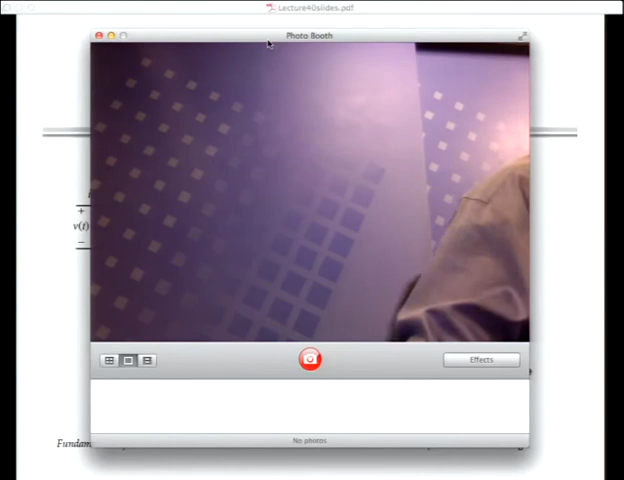 Lecture40slides.pdf
Photo Booth
+
v(t)
−
Effects
No photos
Fundam